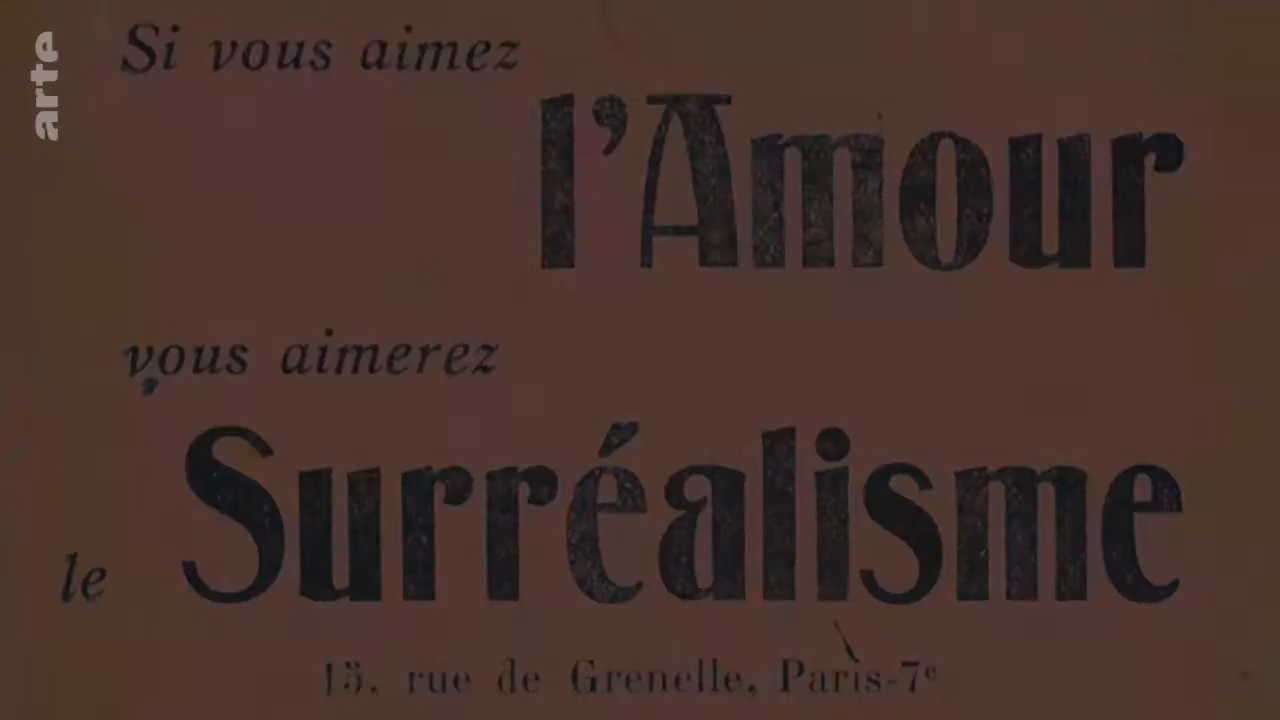 arte
Si vous aimez
l'Amour
vous aimerez
le Surréalisme
15, rue de Grenelle, Paris-7e